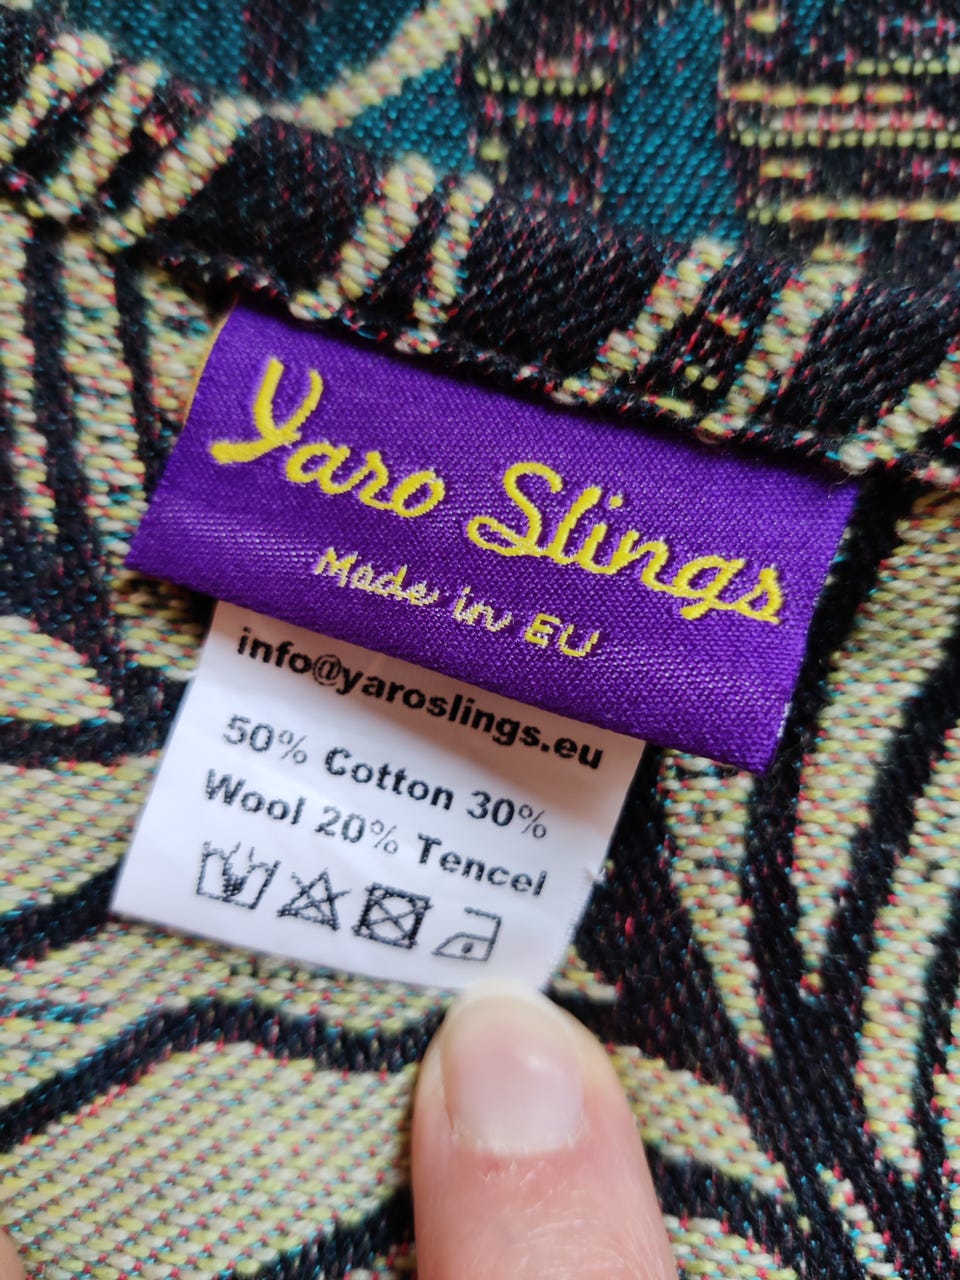 Yaro Slings
Made in EU
info@yaroslings.eu
50% Cotton 30%
Wool 20% Tencel